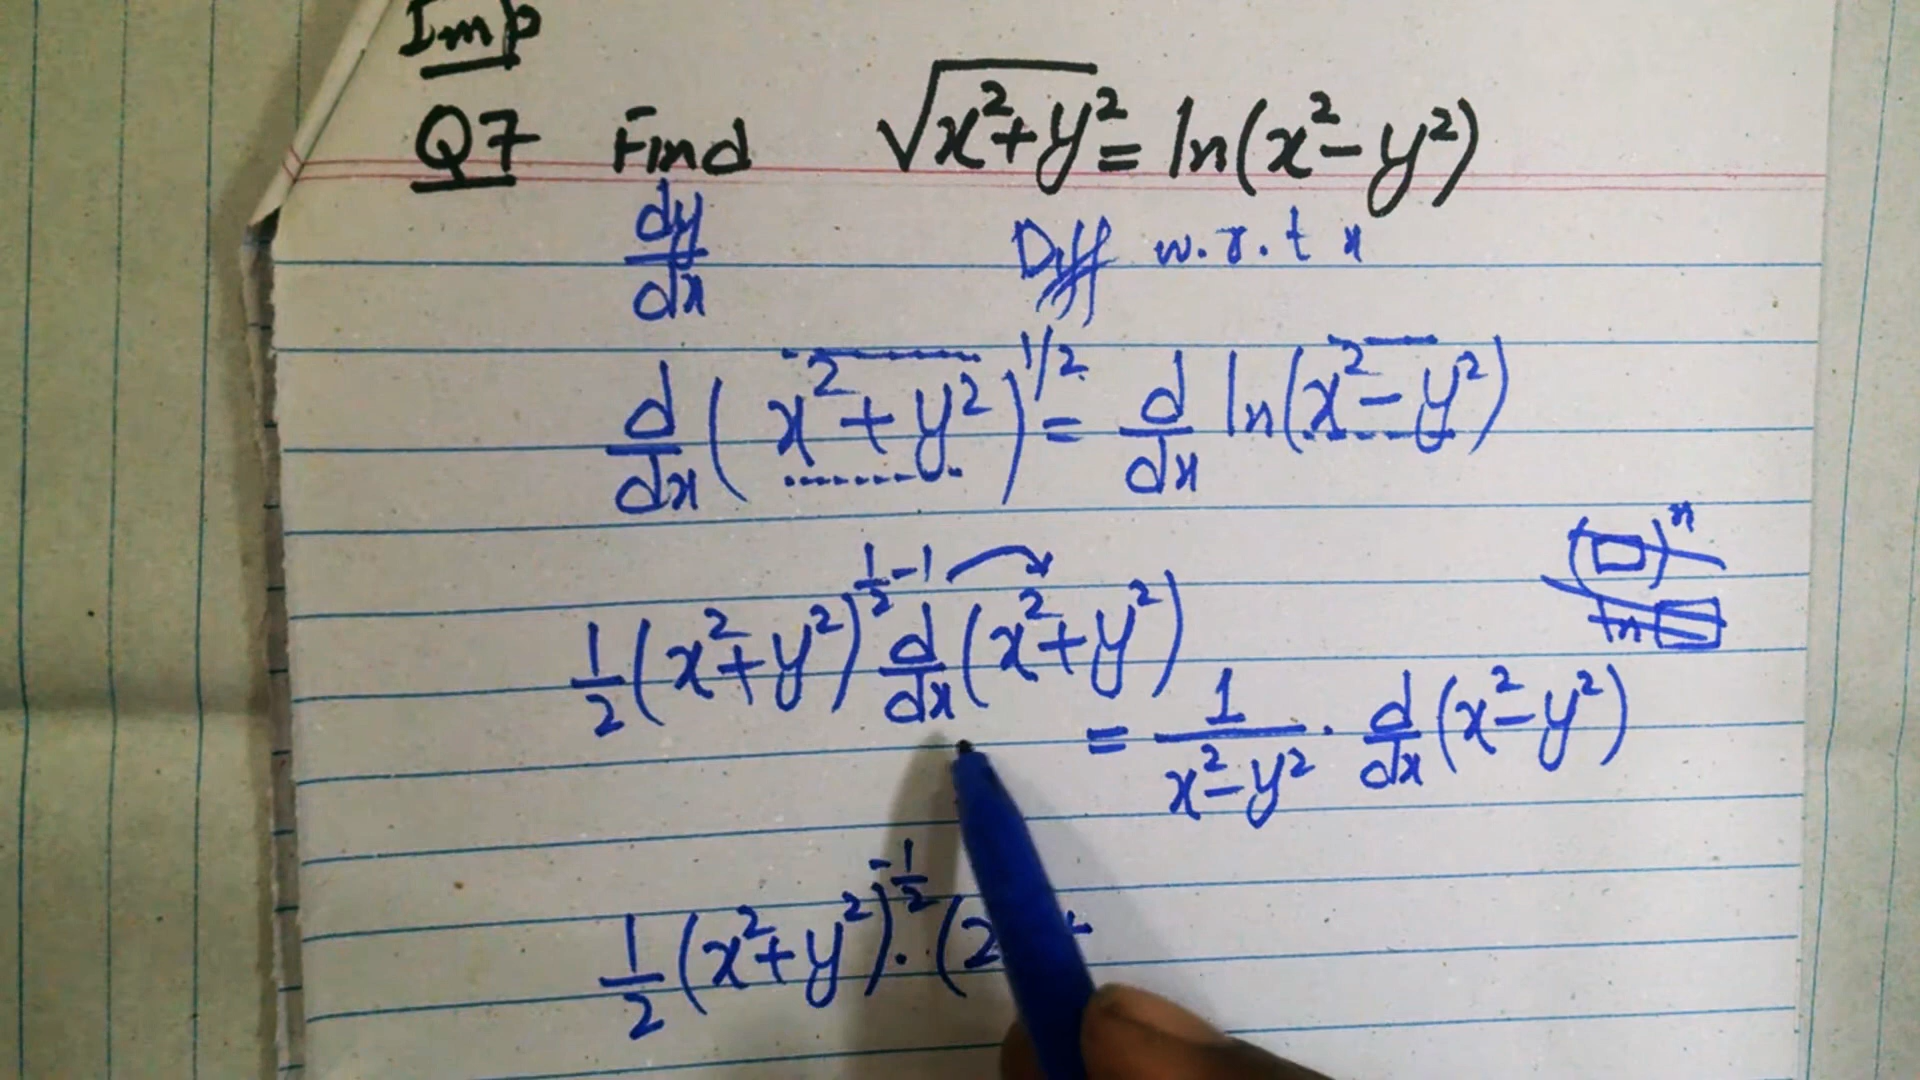 Imp
Q7 Find √x²+y² = ln(x²-y²)
dy/dx Diff w.r.t x
d/dx (x²+y²)^1/2 = d/dx ln(x²-y²)
(□)ⁿ
ln□
1/2 (x²+y²)^1/2-1 d/dx (x²+y²)
= 1/x²-y² . d/dx (x²-y²)
1/2 (x²+y²)^-1/2 . (2 +